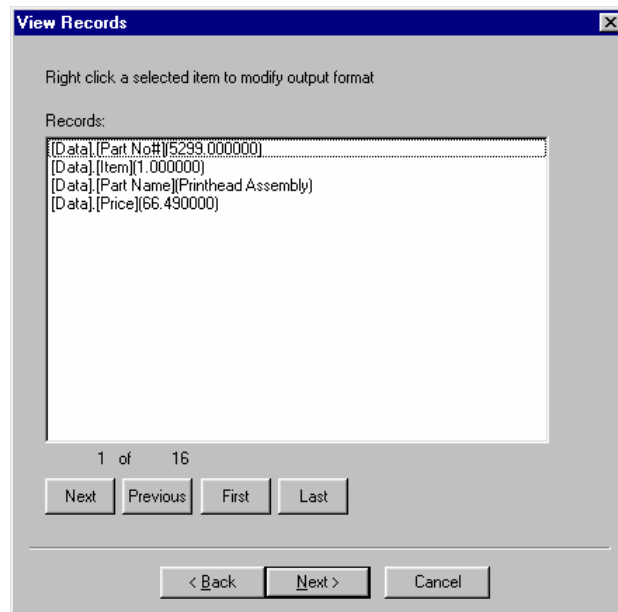 View Records
Right click a selected item to modify output format
Records:
[Data].[Part No#](5299.000000)
[Data].[Item](1.000000)
[Data].[Part Name](Printhead Assembly)
[Data].[Price](66.490000)
1 of 16
Next Previous First Last
< Back Next > Cancel